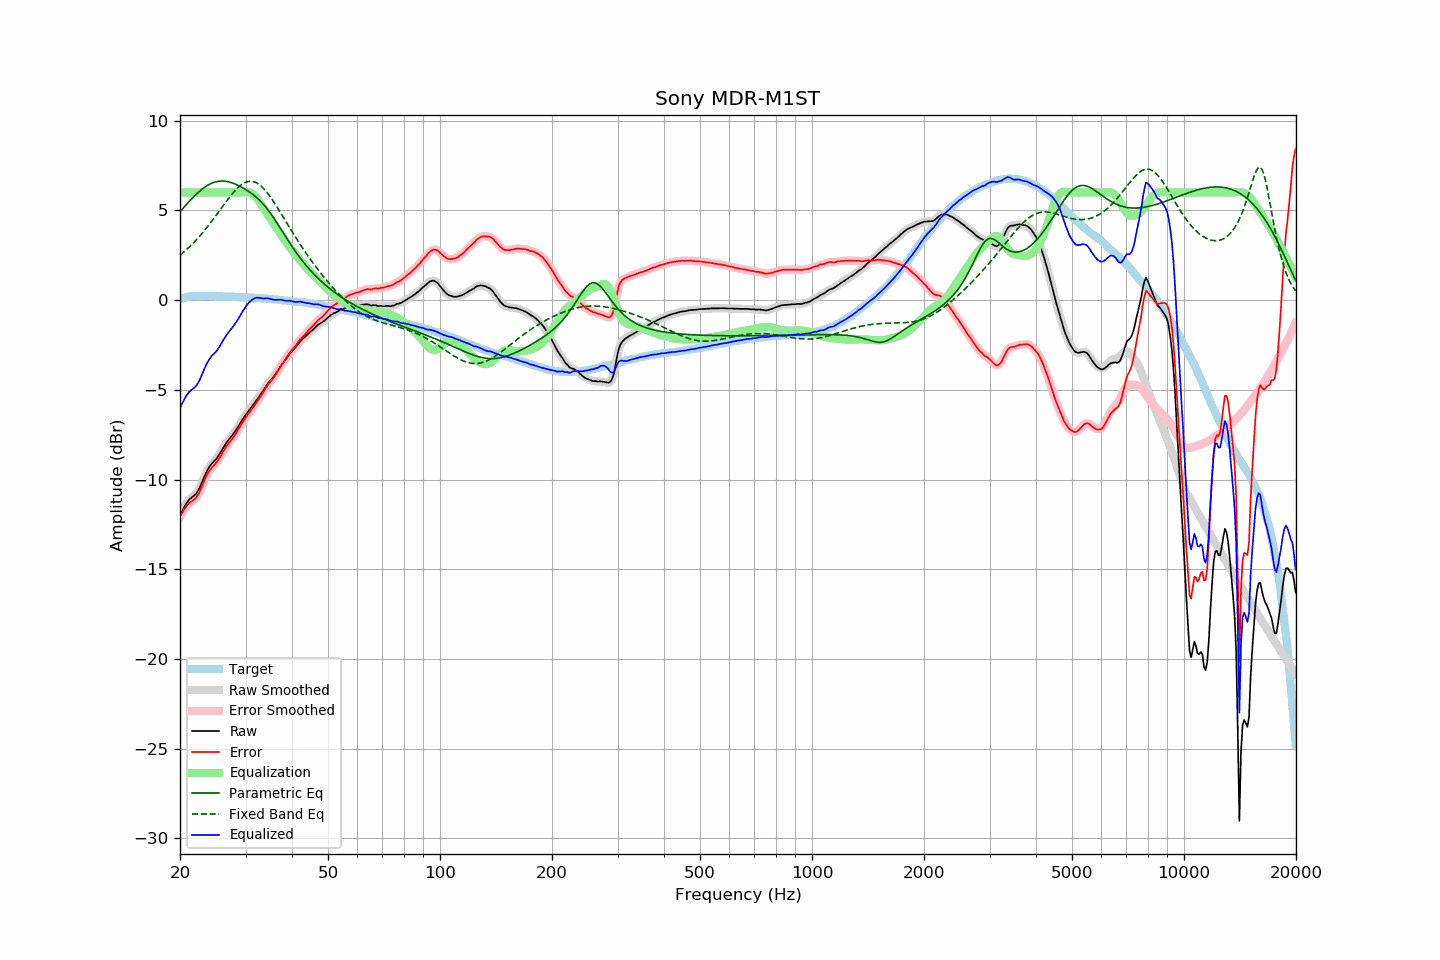 Sony MDR-M1ST
10
5
0
−5
−10
−15
−20
−25
−30
Amplitude (dBr)
Target
Raw Smoothed
Error Smoothed
Raw
Error
Equalization
Parametric Eq
Fixed Band Eq
Equalized
20 50 100 200 500 1000 2000 5000 10000 20000
Frequency (Hz)